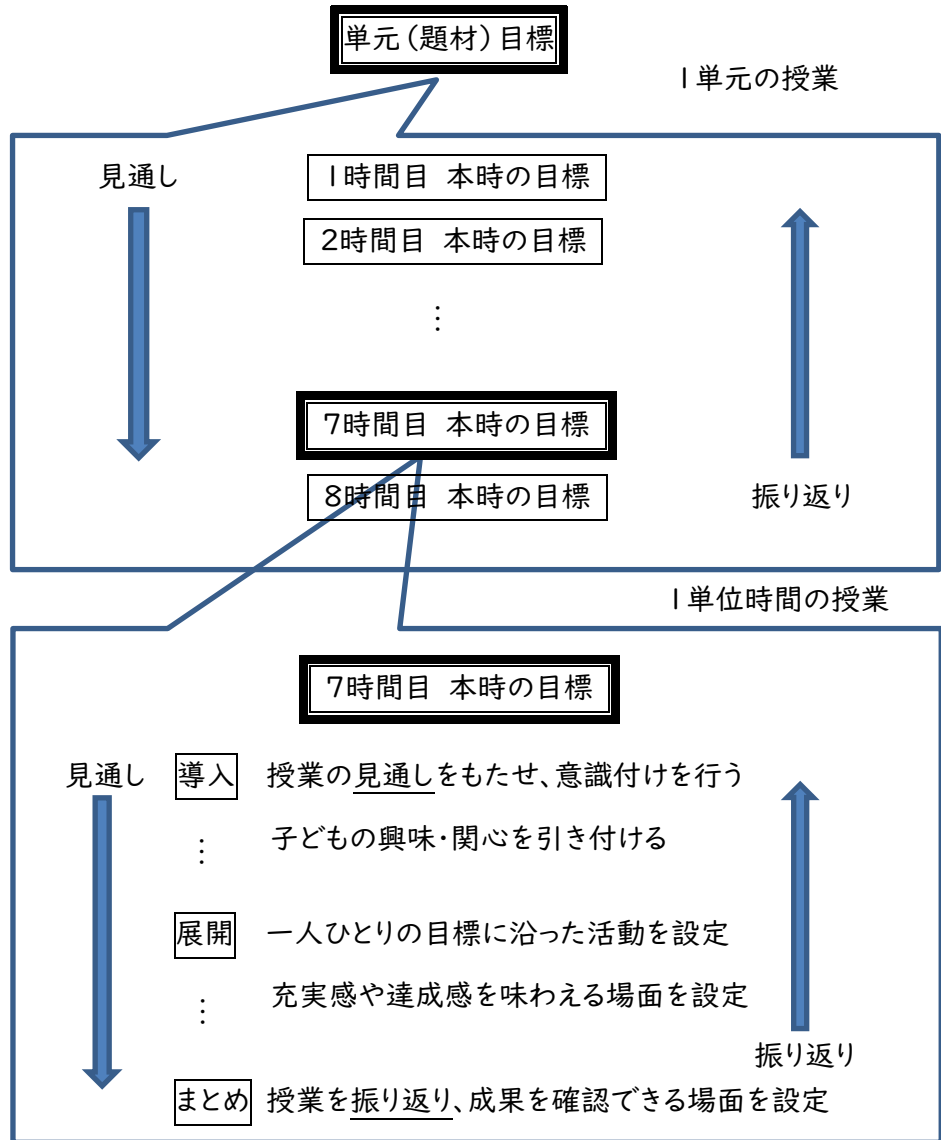 単元(題材)目標
1単元の授業
見通し
1時間目 本時の目標
2時間目 本時の目標
⋮
7時間目 本時の目標
8時間目 本時の目標
振り返り
1単位時間の授業
7時間目 本時の目標
見通し
導入 授業の見通しをもたせ、意識付けを行う
⋮ 子どもの興味・関心を引き付ける
展開 一人ひとりの目標に沿った活動を設定
⋮ 充実感や達成感を味わえる場面を設定
振り返り
まとめ 授業を振り返り、成果を確認できる場面を設定